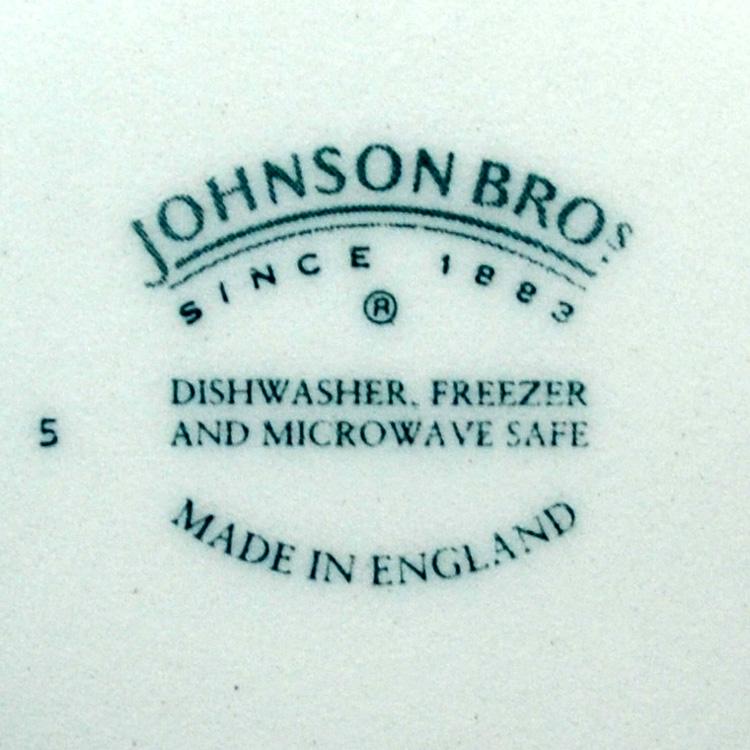 JOHNSON BROS
SINCE 1883
®
DISHWASHER, FREEZER
5 AND MICROWAVE SAFE
MADE IN ENGLAND